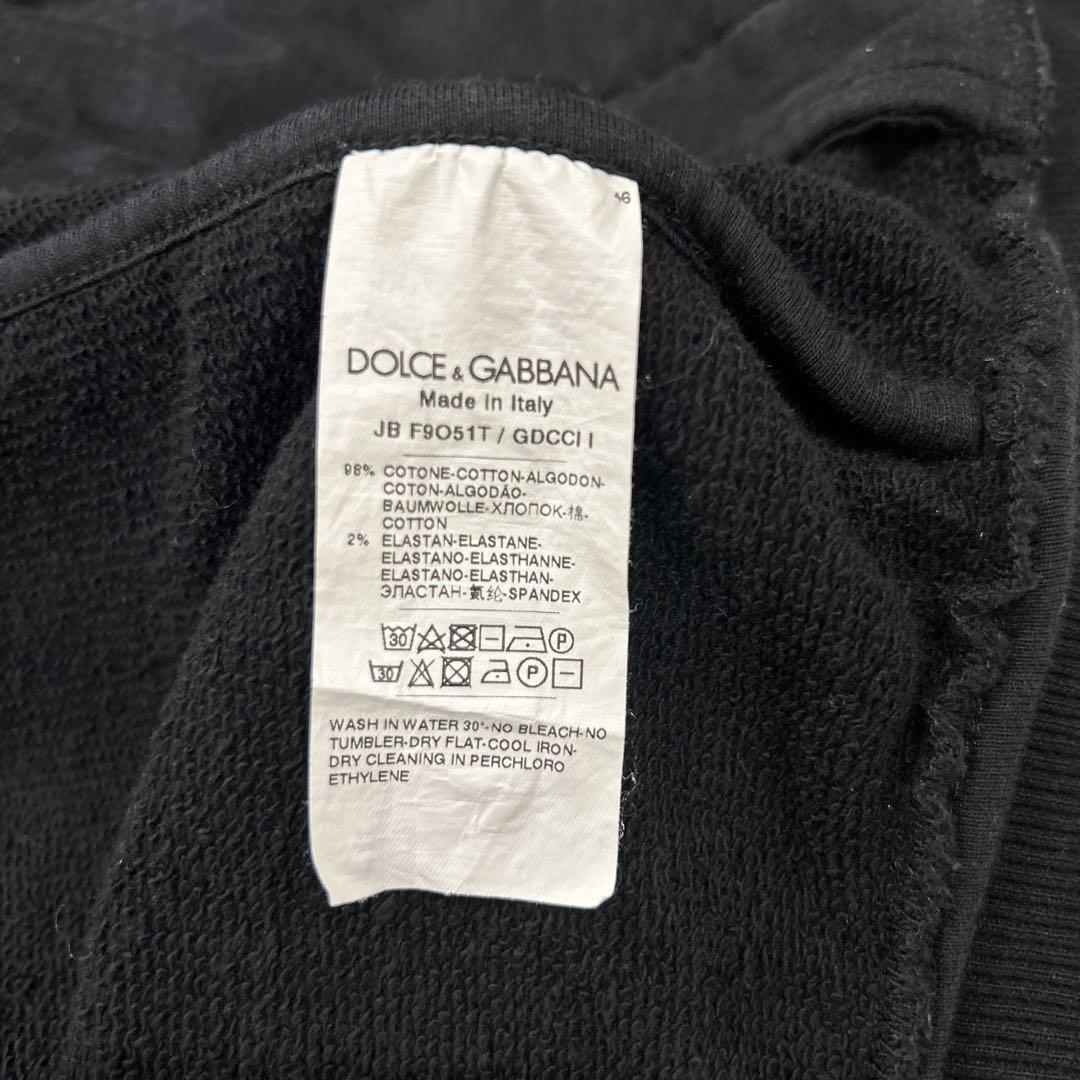 DOLCE & GABBANA
Made in Italy
JB F9O51T / GDCCI I
98% COTONE-COTTON-ALGODON-
COTON-ALGODÃO-
BAUMWOLLE-ХЛОПОК-棉-
COTTON
2% ELASTAN-ELASTANE-
ELASTANO-ELASTHANNE-
ELASTANO-ELASTHAN-
ЭЛАСТАН-氨纶-SPANDEX
30 P
30 P
WASH IN WATER 30°-NO BLEACH-NO
TUMBLER-DRY FLAT-COOL IRON-
DRY CLEANING IN PERCHLORO
ETHYLENE